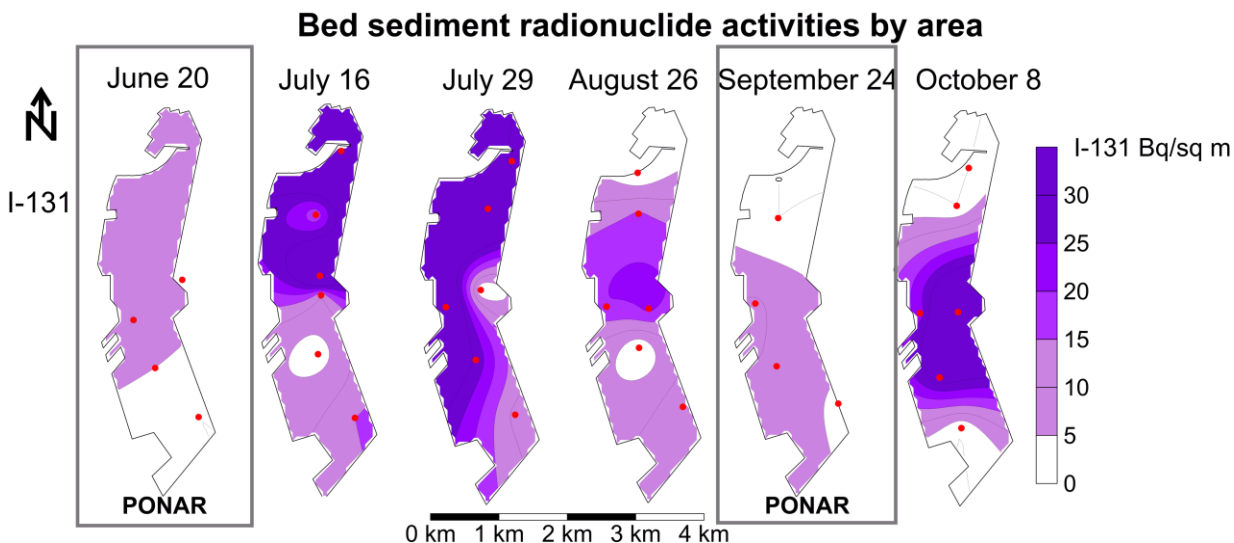 Bed sediment radionuclide activities by area
June 20
July 16
July 29
August 26
September 24
October 8
N
I-131
I-131 Bq/sq m
30
25
20
15
10
5
0
PONAR
PONAR
0 km 1 km 2 km 3 km 4 km